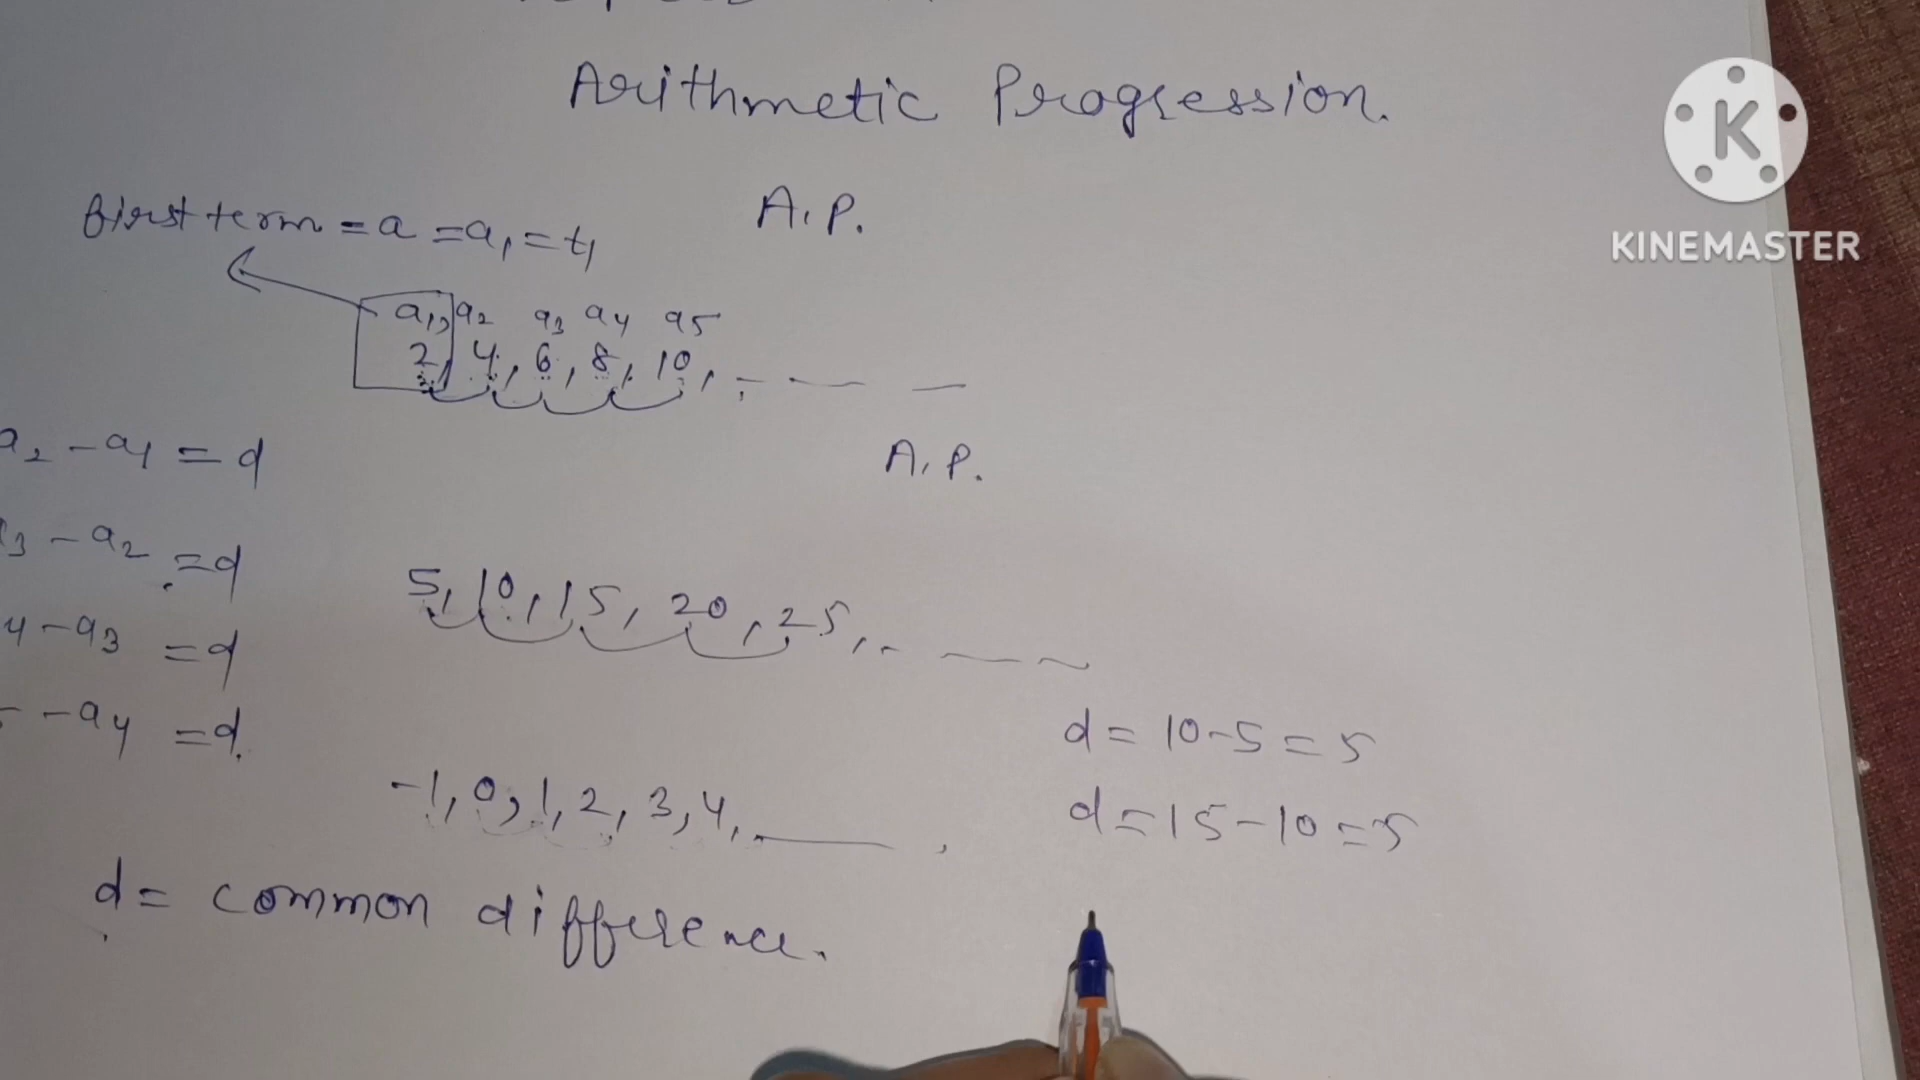 Arithmetic Progression.
A.P.
first term = a = a₁ = t₁
a₁, a₂ a₃ a₄ a₅
2, 4, 6, 8, 10, . — —
A.P.
a₂ - a₁ = d
3 - a₂ = d
4 - a₃ = d
- a₄ = d.
5, 10, 15, 20, 25, . — ~
d = 10 - 5 = 5
d = 15 - 10 = 5
-1, 0, 1, 2, 3, 4, . —— ,
d = common difference.
K
KINEMASTER